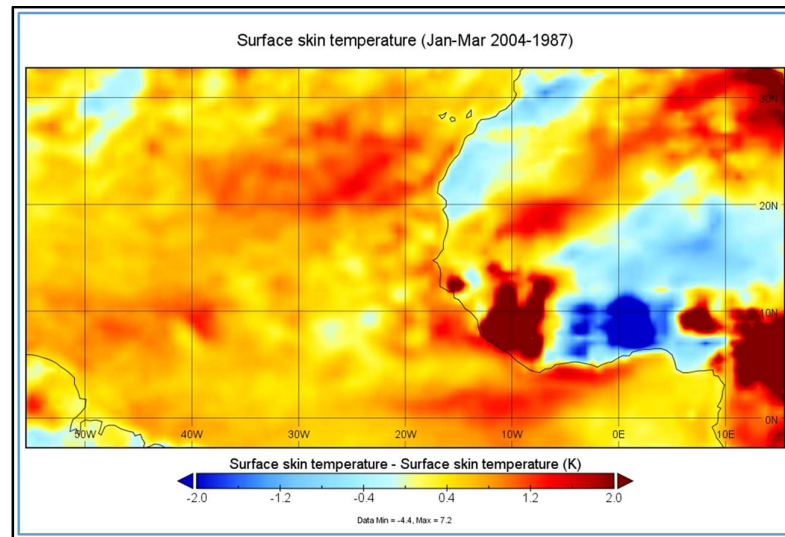 Surface skin temperature (Jan-Mar 2004-1987)
30N
20N
10N
0N
50W
40W
30W
20W
10W
0E
10E
Surface skin temperature - Surface skin temperature (K)
-2.0
-1.2
-0.4
0.4
1.2
2.0
Data Min = -4.4, Max = 7.2